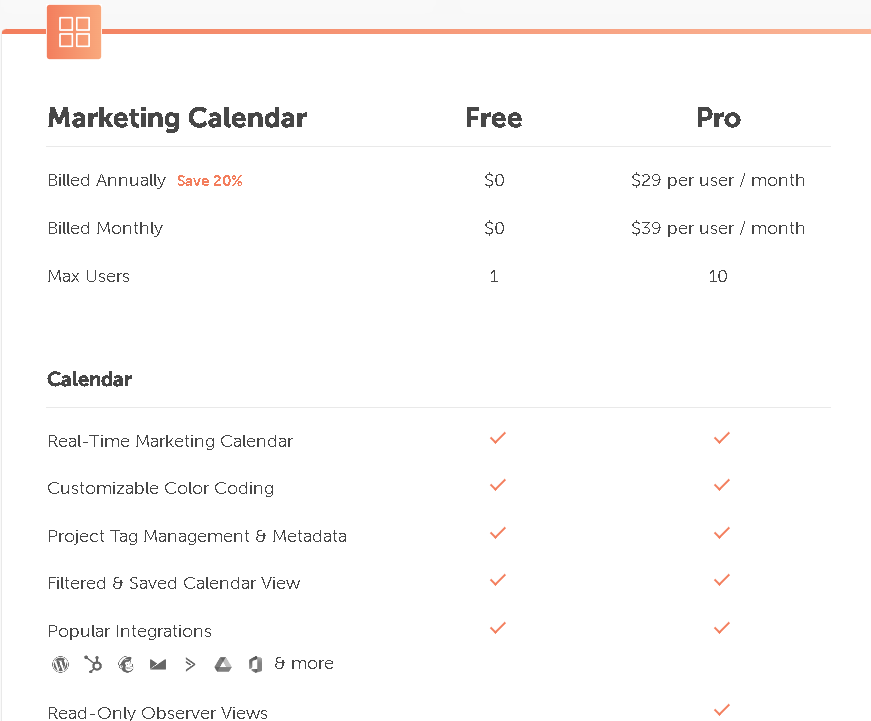 Marketing Calendar Free Pro
Billed Annually Save 20% $0 $29 per user / month
Billed Monthly $0 $39 per user / month
Max Users 1 10
Calendar
Real-Time Marketing Calendar
Customizable Color Coding
Project Tag Management & Metadata
Filtered & Saved Calendar View
Popular Integrations
& more
Read-Only Observer Views